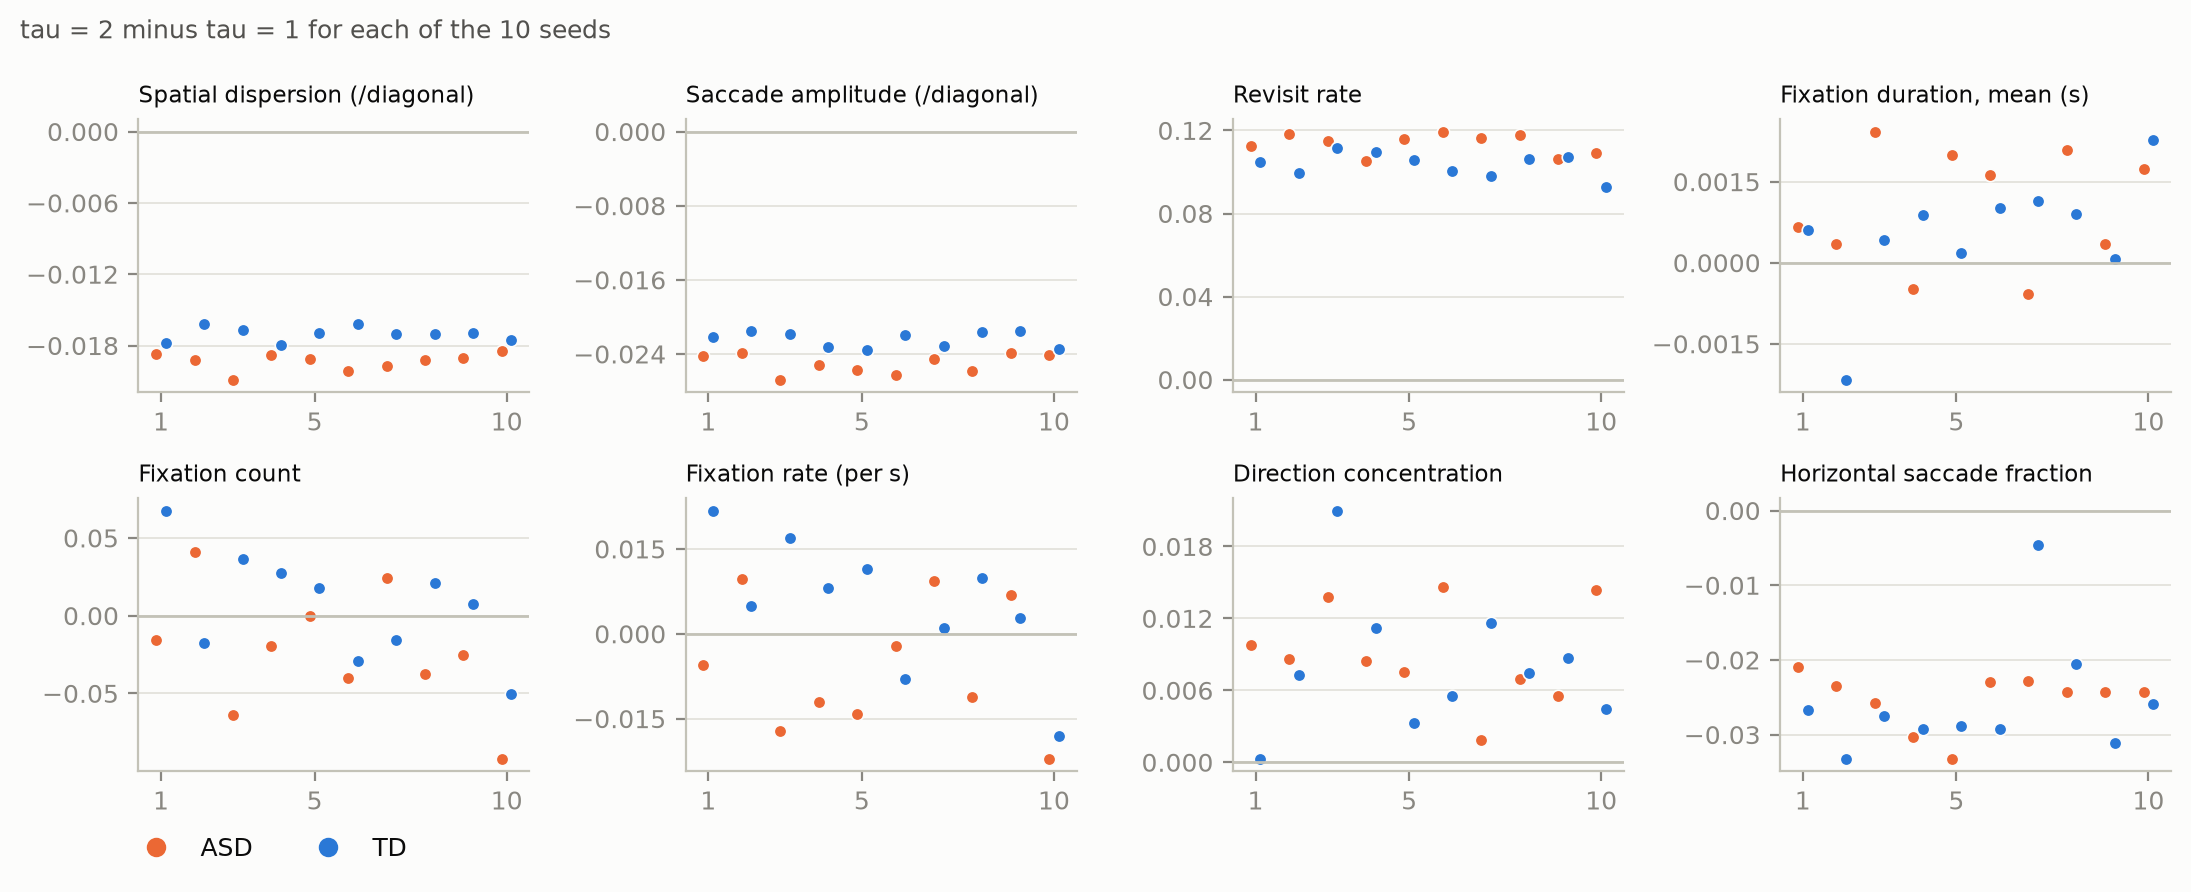 tau = 2 minus tau = 1 for each of the 10 seeds
Spatial dispersion (/diagonal)
0.000
−0.006
−0.012
−0.018
1 5 10
Saccade amplitude (/diagonal)
0.000
−0.008
−0.016
−0.024
1 5 10
Revisit rate
0.12
0.08
0.04
0.00
1 5 10
Fixation duration, mean (s)
0.0015
0.0000
−0.0015
1 5 10
Fixation count
0.05
0.00
−0.05
1 5 10
Fixation rate (per s)
0.015
0.000
−0.015
1 5 10
Direction concentration
0.018
0.012
0.006
0.000
1 5 10
Horizontal saccade fraction
0.00
−0.01
−0.02
−0.03
1 5 10
ASD TD